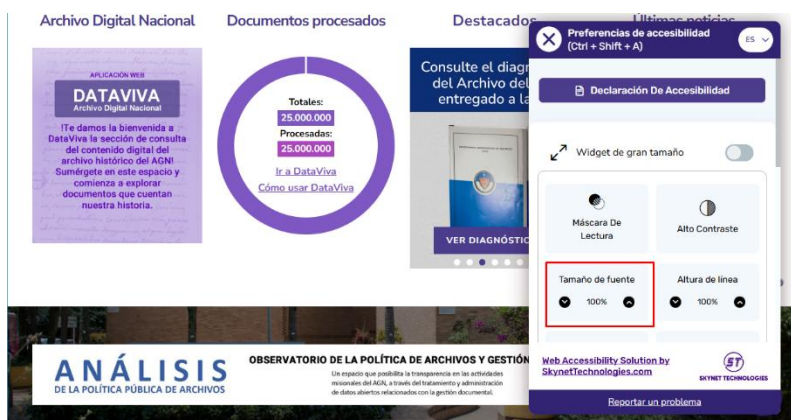 Archivo Digital Nacional
APLICACIÓN WEB
DATAVIVA
Archivo Digital Nacional
!Te damos la bienvenida a
DataViva la sección de consulta
del contenido digital del
archivo histórico del AGN!
Sumérgete en este espacio y
comienza a explorar
documentos que cuentan
nuestra historia.
Documentos procesados
Totales:
25.000.000
Procesadas:
25.000.000
Ir a DataViva
Cómo usar DataViva
Destacados
Consulte el diagr
del Archivo del
entregado a la
VER DIAGNÓSTIC
Últimas noticias
Preferencias de accesibilidad
(Ctrl + Shift + A)
ES
Declaración De Accesibilidad
Widget de gran tamaño
Máscara De
Lectura
Alto Contraste
Tamaño de fuente
100%
Altura de línea
100%
Web Accessibility Solution by
SkynetTechnologies.com
ST
SKYNET TECHNOLOGIES
Reportar un problema
ANÁLISIS
DE LA POLÍTICA PÚBLICA DE ARCHIVOS
OBSERVATORIO DE LA POLÍTICA DE ARCHIVOS Y GESTIÓN
Un espacio que posibilita la transparencia en las actividades
misionales del AGN, a través del tratamiento y administración
de datos abiertos relacionados con la gestión documental.